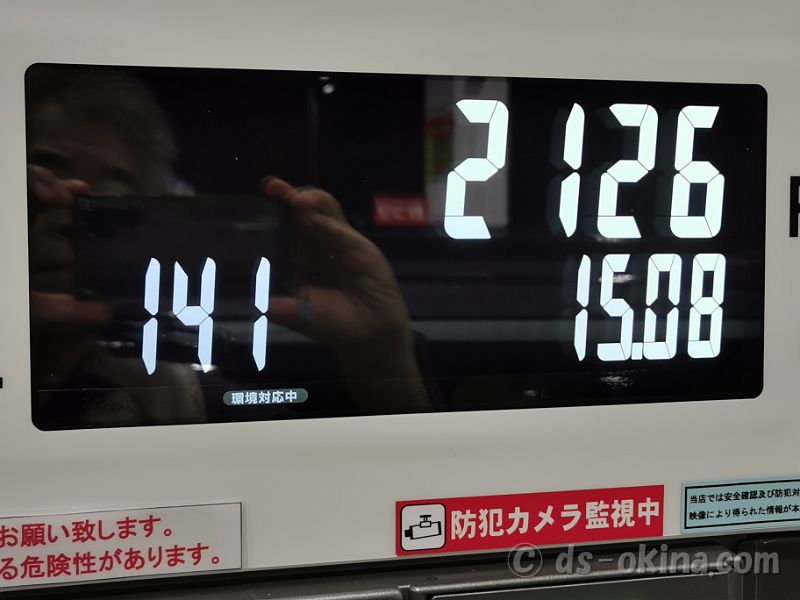 2126
141
15.08
環境対応中
お願い致します。
る危険性があります。
防犯カメラ監視中
当店では安全確認及び防犯対
映像により得られた情報が本
© ds-okina.com